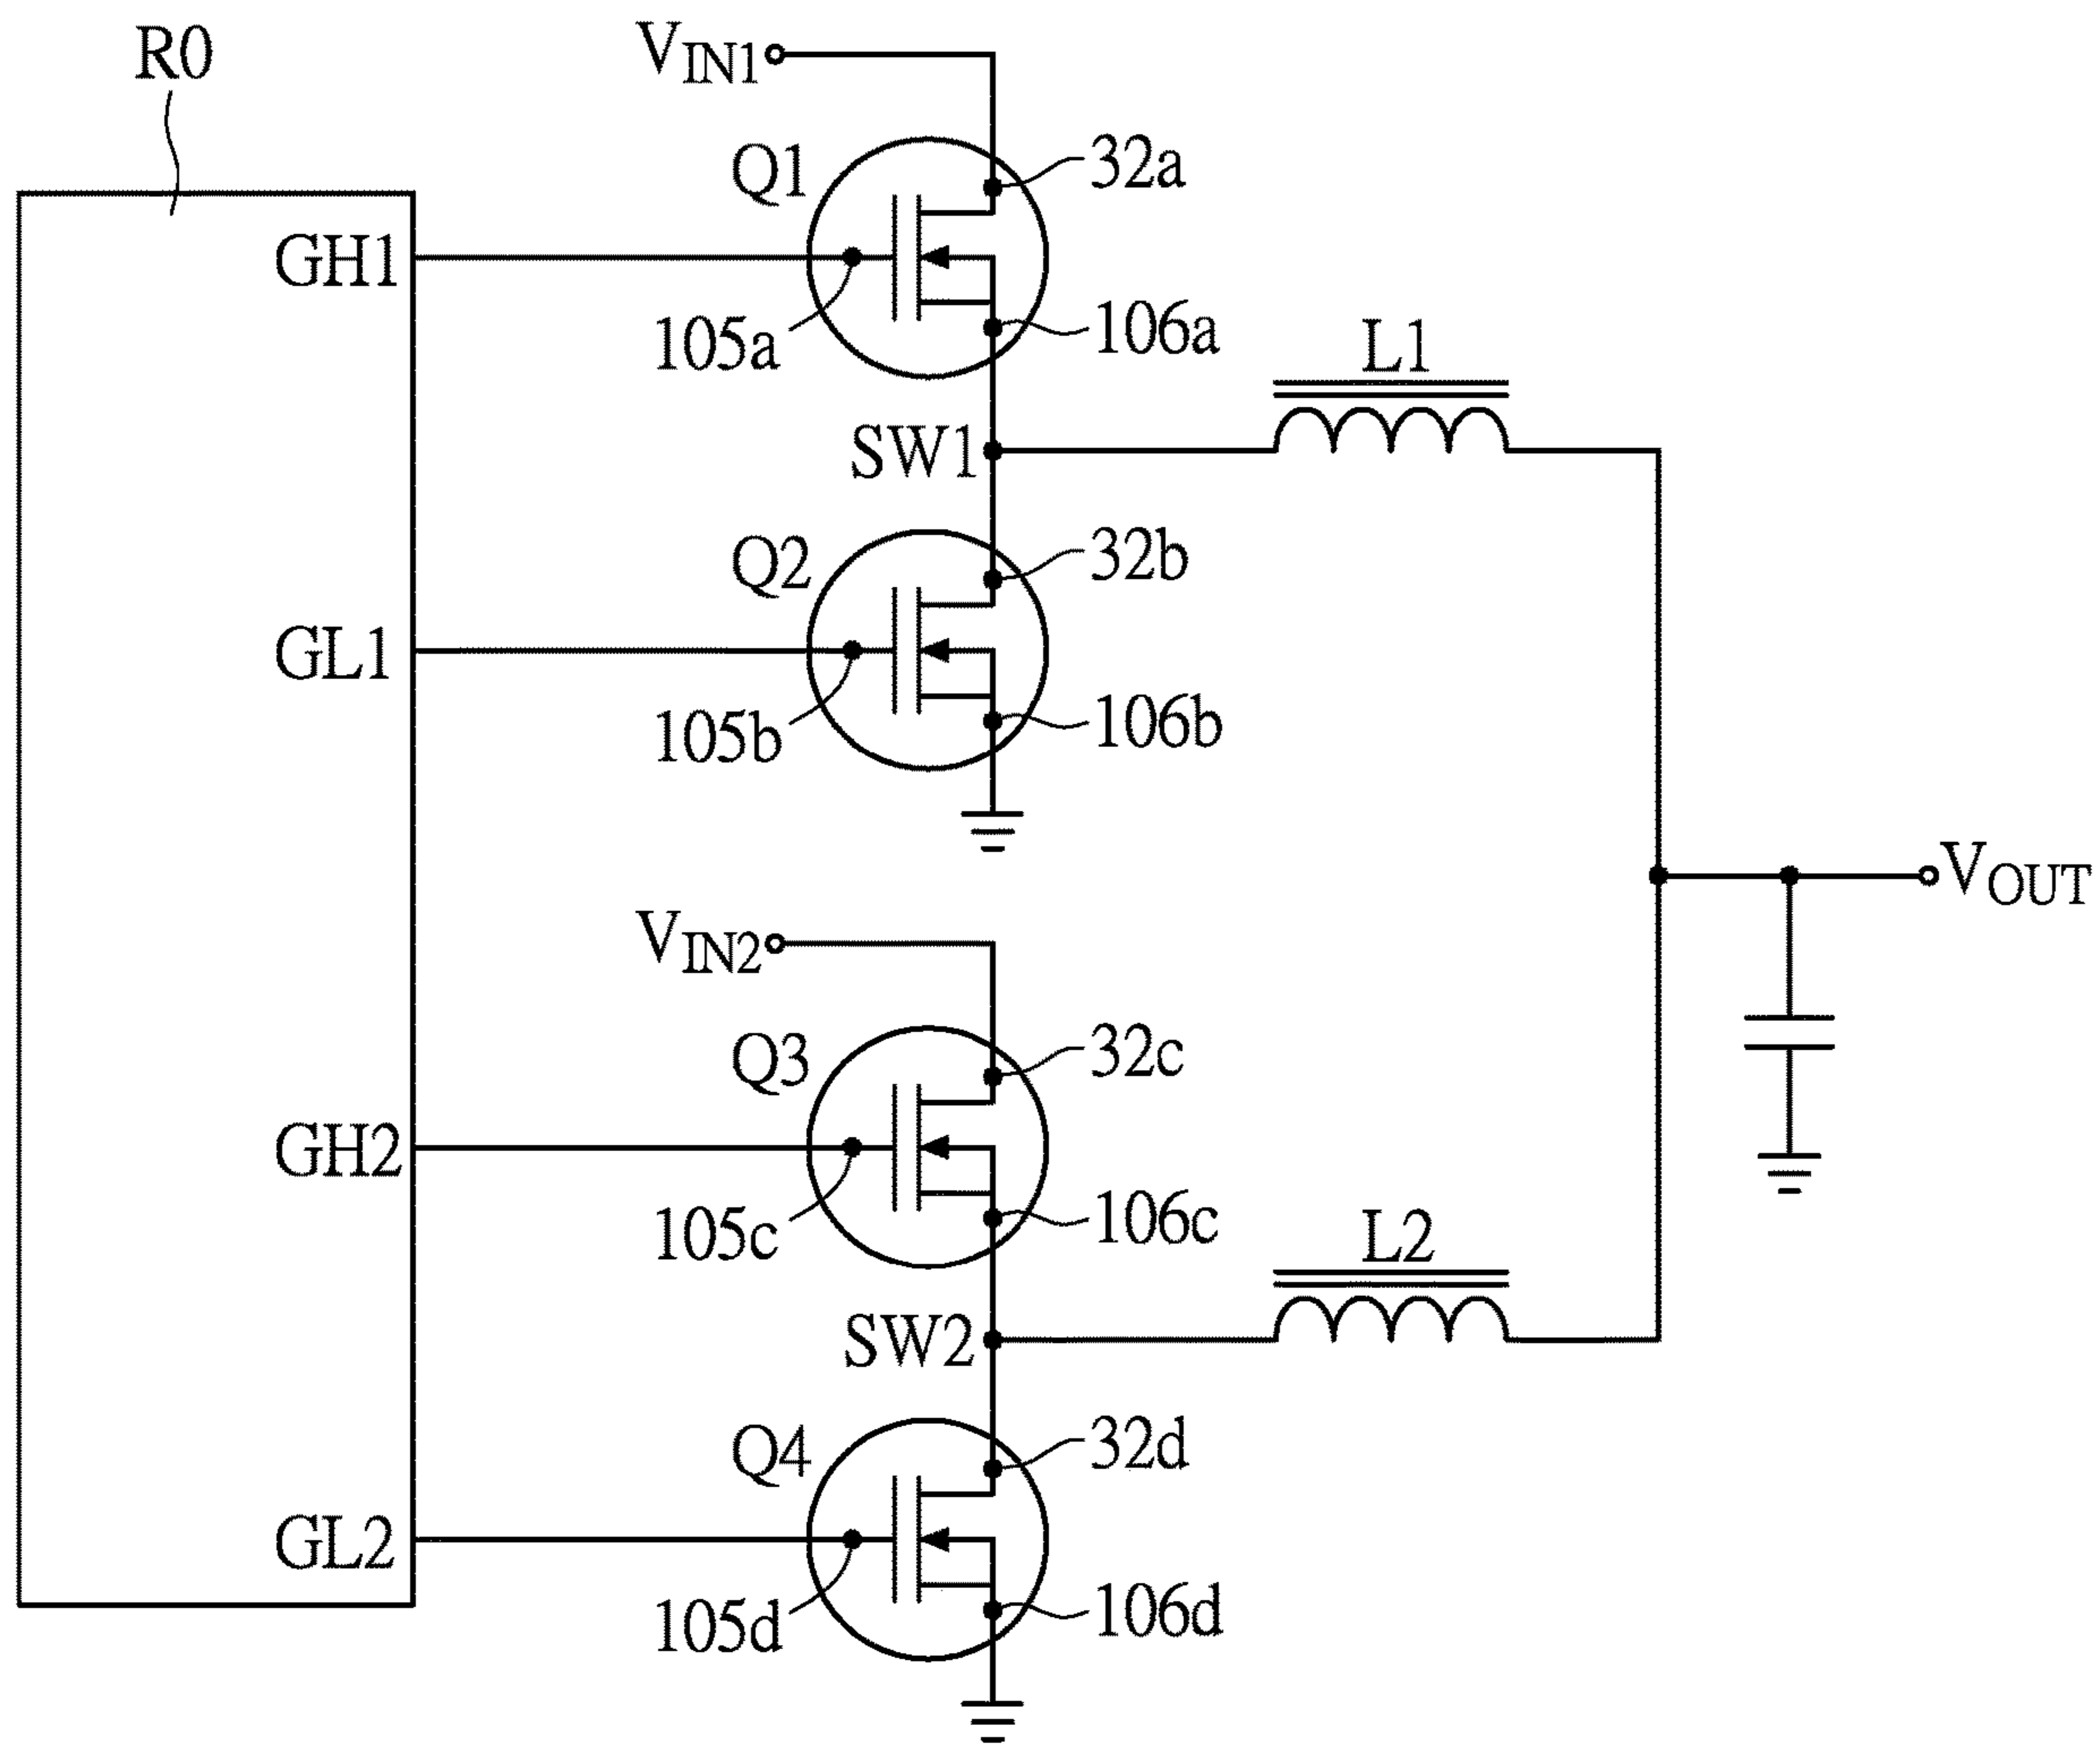 R0
VIN1
Q1
32a
GH1
105a
106a
L1
SW1
Q2
32b
GL1
105b
106b
VOUT
VIN2
Q3
32c
GH2
105c
106c
L2
SW2
Q4
32d
GL2
105d
106d